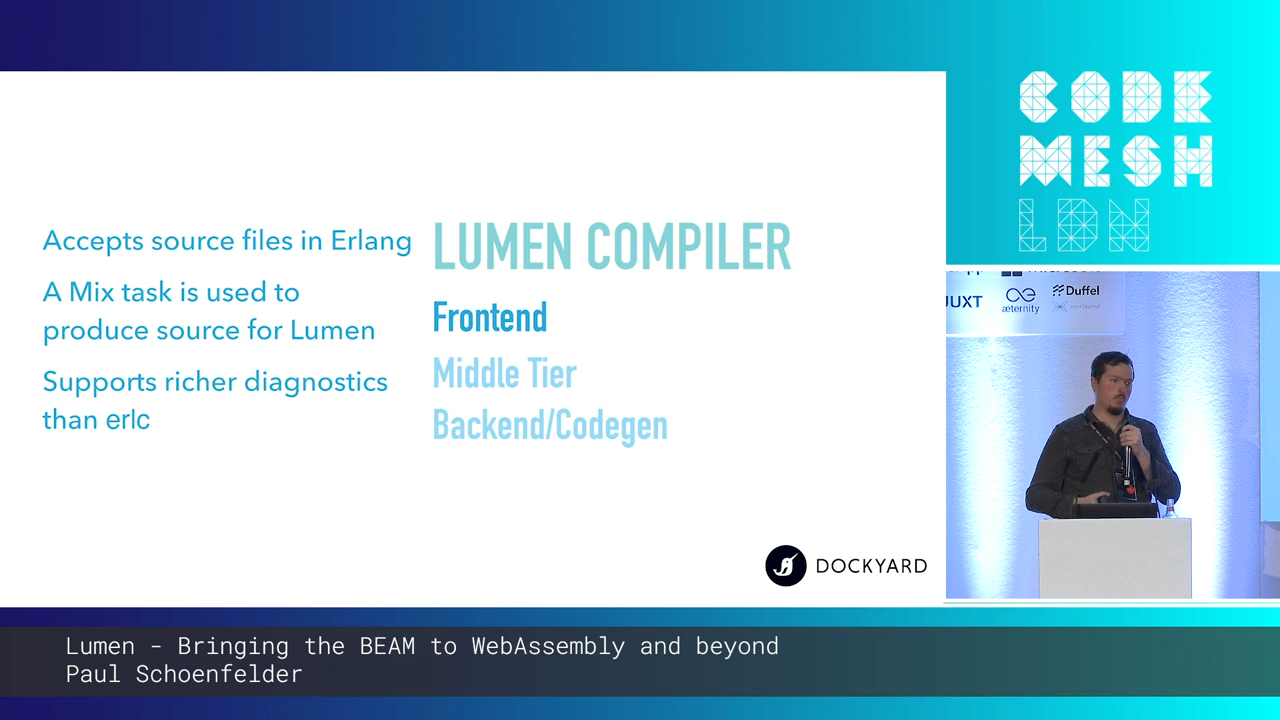 Accepts source files in Erlang
A Mix task is used to
produce source for Lumen
Supports richer diagnostics
than erlc
LUMEN COMPILER
Frontend
Middle Tier
Backend/Codegen
DOCKYARD
CODE
MESH
LDN
Duffel
æternity
Lumen - Bringing the BEAM to WebAssembly and beyond
Paul Schoenfelder